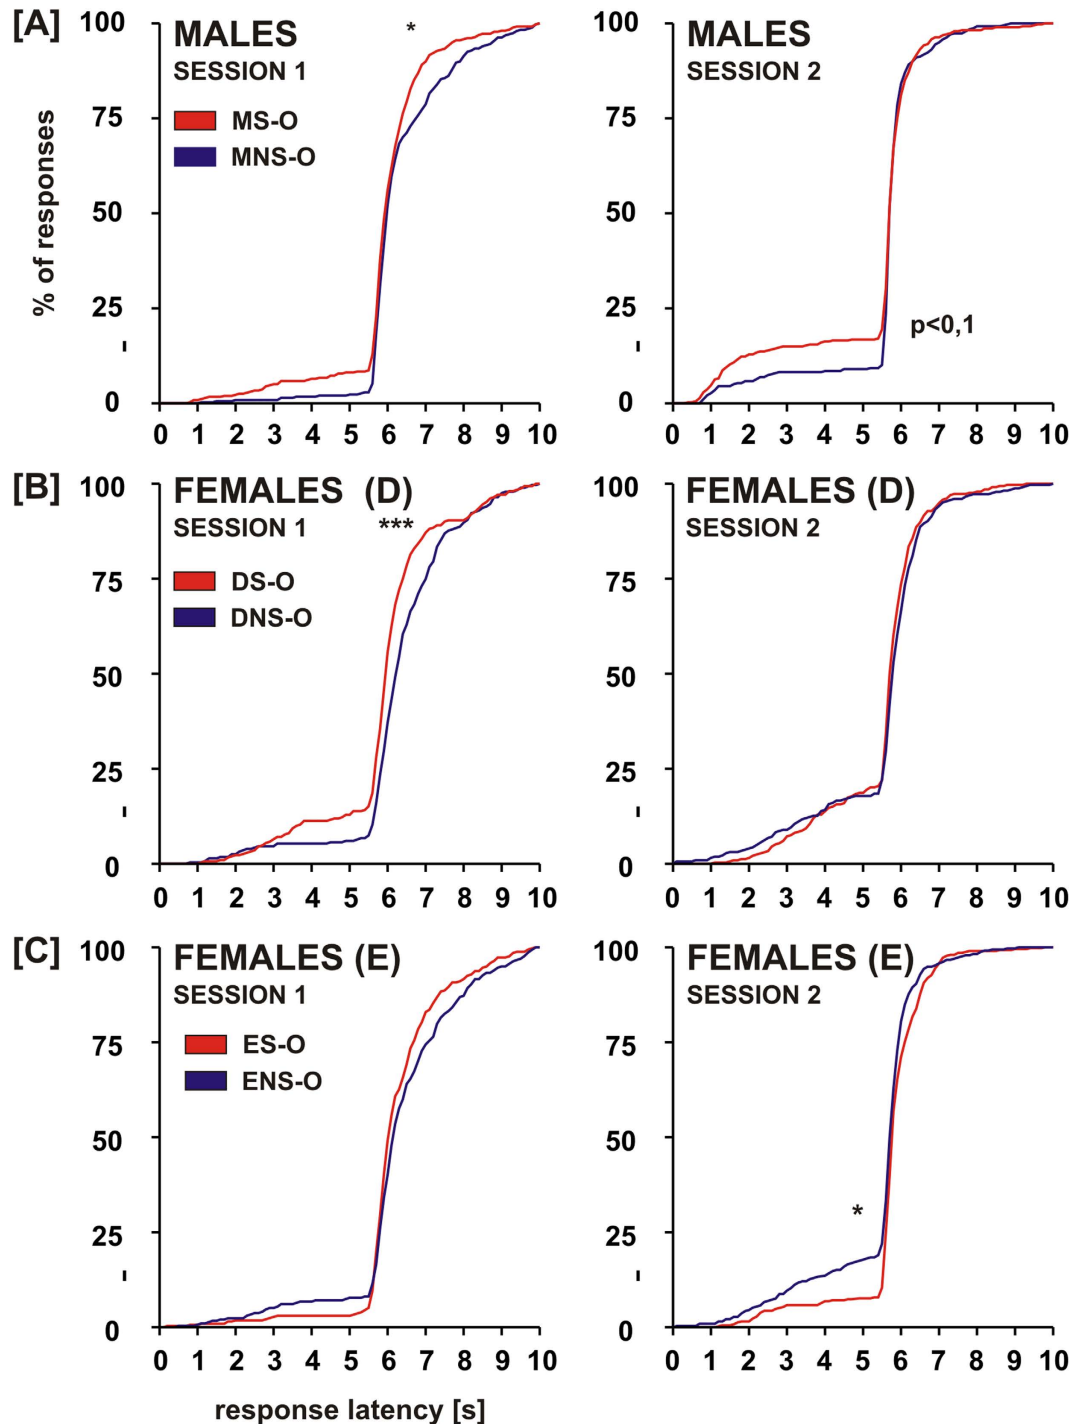 [A]
MALES
SESSION 1
*
MS-O
MNS-O
% of responses
100
75
50
25
-
0
0 1 2 3 4 5 6 7 8 9 10
MALES
SESSION 2
p<0,1
100
75
50
25
-
0
0 1 2 3 4 5 6 7 8 9 10
[B]
FEMALES (D)
SESSION 1
***
DS-O
DNS-O
100
75
50
25
-
0
0 1 2 3 4 5 6 7 8 9 10
FEMALES (D)
SESSION 2
100
75
50
25
-
0
0 1 2 3 4 5 6 7 8 9 10
[C]
FEMALES (E)
SESSION 1
ES-O
ENS-O
100
75
50
25
-
0
0 1 2 3 4 5 6 7 8 9 10
FEMALES (E)
SESSION 2
*
100
75
50
25
-
0
0 1 2 3 4 5 6 7 8 9 10
response latency [s]